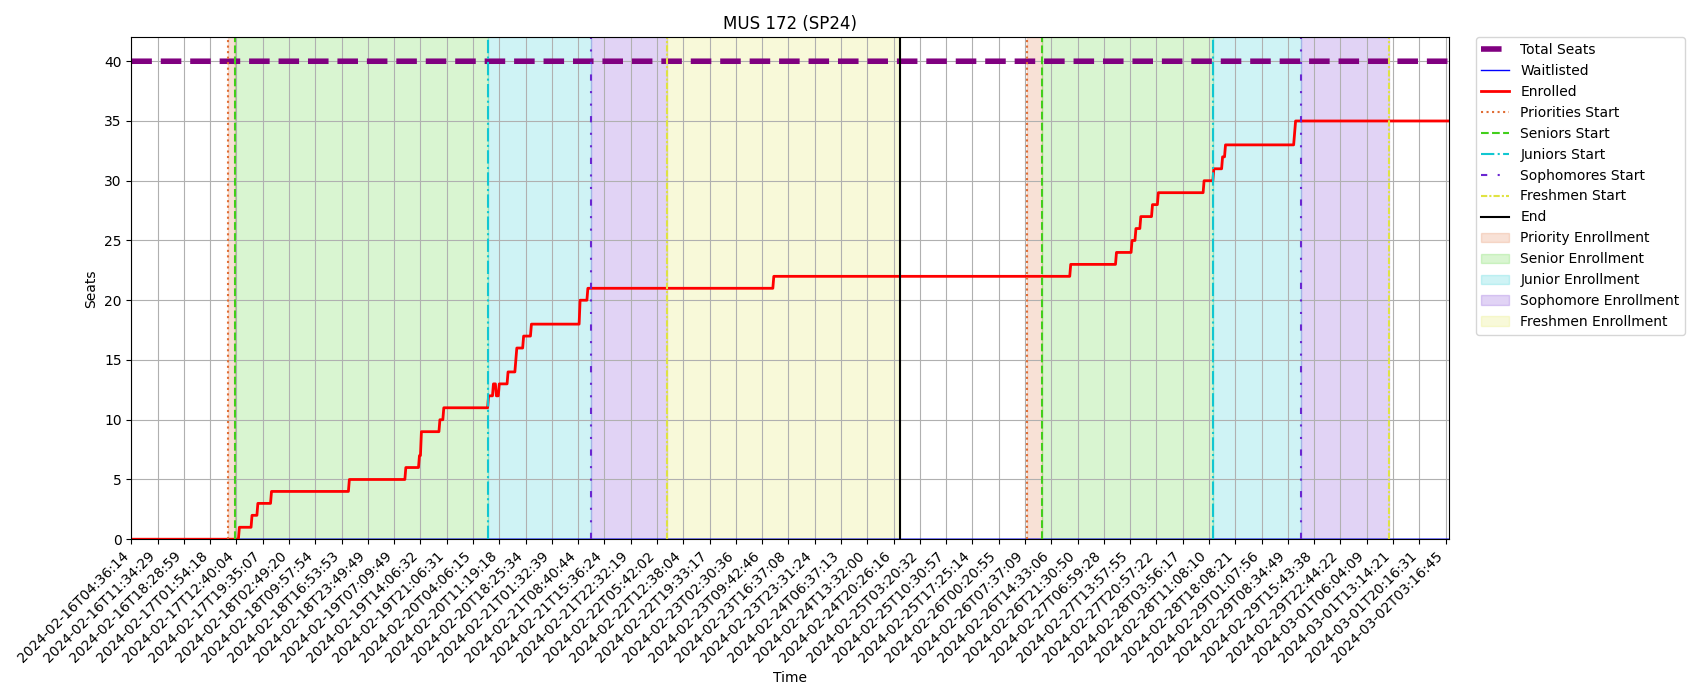 MUS 172 (SP24)
Seats
40
35
30
25
20
15
10
5
0
2024-02-16T04:36:14
2024-02-16T11:34:29
2024-02-16T18:28:59
2024-02-17T01:54:18
2024-02-17T12:40:04
2024-02-17T19:35:07
2024-02-18T02:49:20
2024-02-18T09:57:54
2024-02-18T16:53:53
2024-02-18T23:49:49
2024-02-19T07:09:49
2024-02-19T14:06:32
2024-02-19T21:06:31
2024-02-20T04:06:15
2024-02-20T11:19:18
2024-02-20T18:25:34
2024-02-21T01:32:39
2024-02-21T08:40:44
2024-02-21T15:36:24
2024-02-21T22:32:19
2024-02-22T05:42:02
2024-02-22T12:38:04
2024-02-22T19:33:17
2024-02-23T02:30:36
2024-02-23T09:42:46
2024-02-23T16:37:08
2024-02-23T23:31:24
2024-02-24T06:37:13
2024-02-24T13:32:00
2024-02-24T20:26:16
2024-02-25T03:20:32
2024-02-25T10:30:57
2024-02-25T17:25:14
2024-02-26T00:20:55
2024-02-26T07:37:09
2024-02-26T14:33:06
2024-02-26T21:30:50
2024-02-27T06:59:28
2024-02-27T13:57:55
2024-02-27T20:57:22
2024-02-28T03:56:17
2024-02-28T11:08:10
2024-02-28T18:08:21
2024-02-29T01:07:56
2024-02-29T08:34:49
2024-02-29T15:43:38
2024-02-29T22:44:22
2024-03-01T06:04:09
2024-03-01T13:14:21
2024-03-01T20:16:31
2024-03-02T03:16:45
Time
Total Seats
Waitlisted
Enrolled
Priorities Start
Seniors Start
Juniors Start
Sophomores Start
Freshmen Start
End
Priority Enrollment
Senior Enrollment
Junior Enrollment
Sophomore Enrollment
Freshmen Enrollment